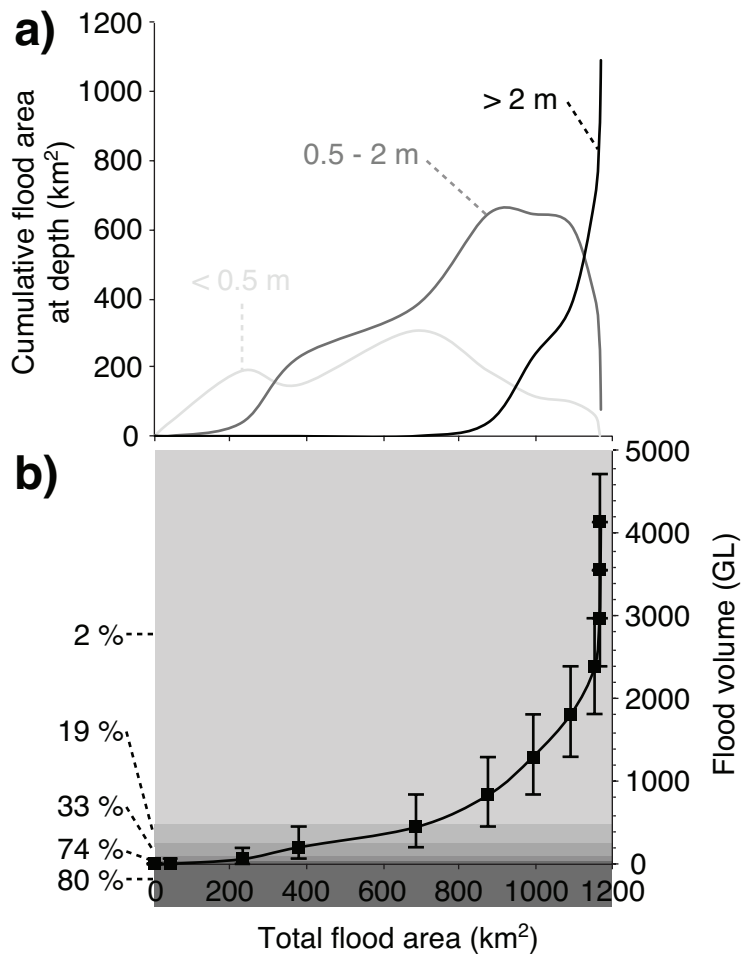 a)
1200
1000
800
600
400
200
0
Cumulative flood area
at depth (km²)
> 2 m
0.5 - 2 m
< 0.5 m
b)
5000
4000
3000
2000
1000
0
Flood volume (GL)
2 %
19 %
33 %
74 %
80 %
0 200 400 600 800 1000 1200
Total flood area (km²)